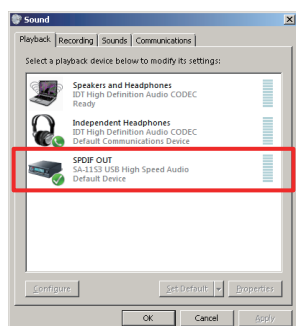 Sound
Playback Recording Sounds Communications
Select a playback device below to modify its settings:
Speakers and Headphones
IDT High Definition Audio CODEC
Ready
Independent Headphones
IDT High Definition Audio CODEC
Default Communications Device
SPDIF OUT
SA-11S3 USB High Speed Audio
Default Device
Configure Set Default Properties
OK Cancel Apply